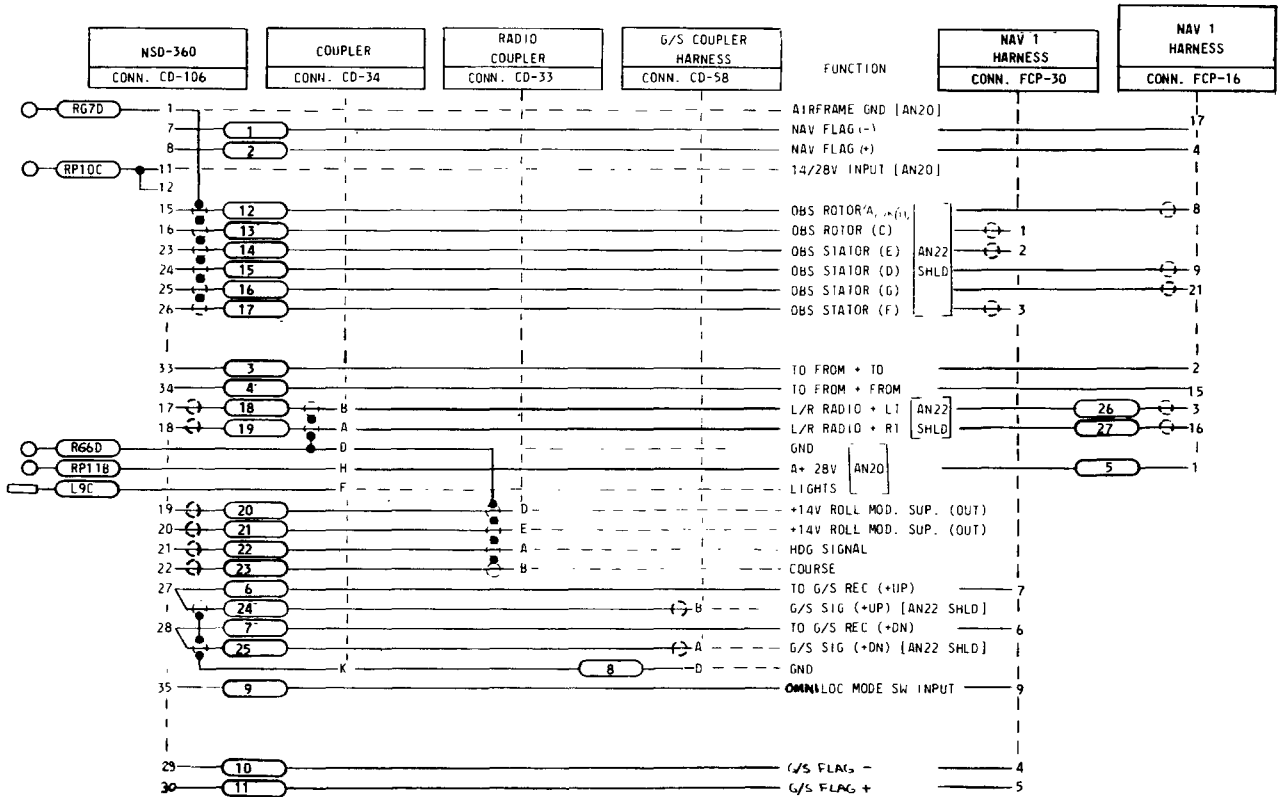 NSD-360
CONN. CD-106
COUPLER
CONN. CD-34
RADIO
COUPLER
CONN. CD-33
G/S COUPLER
HARNESS
CONN. CD-58
FUNCTION
NAV 1
HARNESS
CONN. FCP-30
NAV 1
HARNESS
CONN. FCP-16
RG7D 1 AIRFRAME GND [AN20]
7 1 NAV FLAG (-) 17
8 2 NAV FLAG (+) 4
RP10C 11 14/28V INPUT [AN20]
12
15 12 OBS ROTOR A, 8
16 13 OBS ROTOR (C) 1
23 14 OBS STATOR (E) AN22 2
24 15 OBS STATOR (D) SHLD 9
25 16 OBS STATOR (G) 21
26 17 OBS STATOR (F) 3
33 3 TO FROM + TO 2
34 4 TO FROM + FROM 15
17 18 B L/R RADIO + LT [AN22 26 3
18 19 A L/R RADIO + RT SHLD] 27 16
RG6D D GND
RP11B H A+ 28V [AN20] 5 1
L9C F LIGHTS
19 20 D +14V ROLL MOD. SUP. (OUT)
20 21 E +14V ROLL MOD. SUP. (OUT)
21 22 A HDG SIGNAL
22 23 B COURSE
27 6 TO G/S REC (+UP) 7
24 B G/S SIG (+UP) [AN22 SHLD]
28 7 TO G/S REC (+DN) 6
25 A G/S SIG (+DN) [AN22 SHLD]
K 8 D GND
35 9 OMNI LOC MODE SW INPUT 9
29 10 G/S FLAG - 4
30 11 G/S FLAG + 5